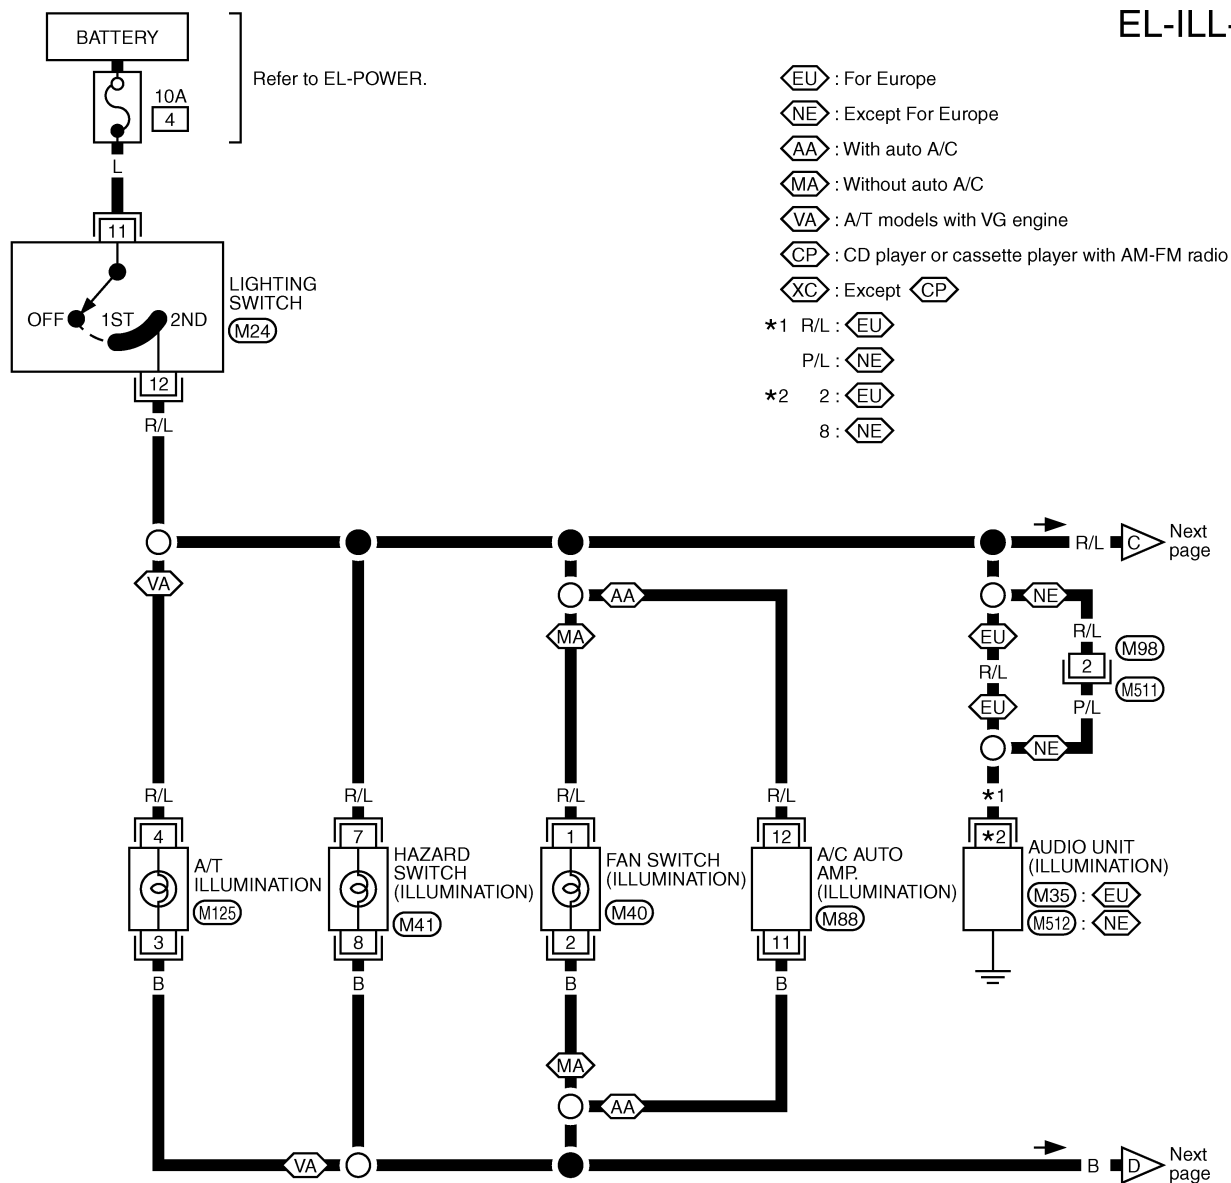 EL-ILL-
BATTERY
10A
4
Refer to EL-POWER.
L
11
OFF 1ST 2ND
LIGHTING
SWITCH
M24
12
R/L
EU : For Europe
NE : Except For Europe
AA : With auto A/C
MA : Without auto A/C
VA : A/T models with VG engine
CP : CD player or cassette player with AM-FM radio
XC : Except CP
*1 R/L : EU
P/L : NE
*2 2 : EU
8 : NE
R/L C Next
page
VA
AA
MA
NE
EU
R/L
R/L
M98
2
M511
EU
P/L
NE
R/L
R/L
R/L
R/L
*1
4
7
1
12
*2
A/T
ILLUMINATION
M125
HAZARD
SWITCH
(ILLUMINATION)
M41
FAN SWITCH
(ILLUMINATION)
M40
A/C AUTO
AMP.
(ILLUMINATION)
M88
AUDIO UNIT
(ILLUMINATION)
M35 : EU
M512 : NE
3
8
2
11
B
B
B
B
MA
AA
VA
B D Next
page